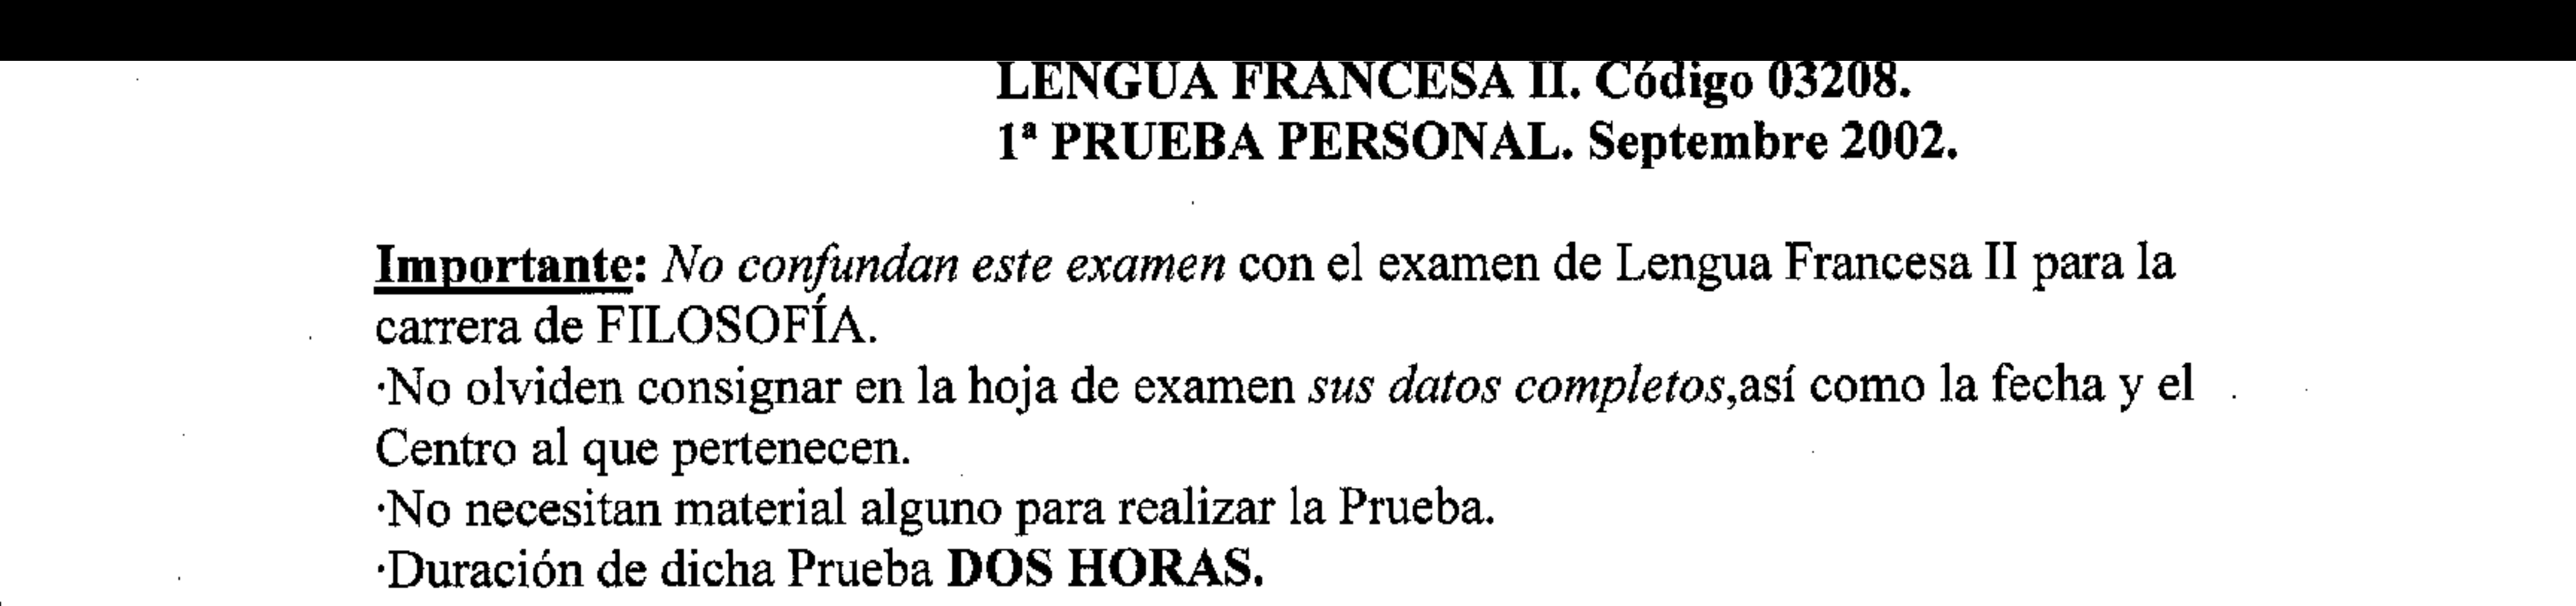 LENGUA FRANCESA II. Código 03208.
1ª PRUEBA PERSONAL. Septembre 2002.
Importante: No confundan este examen con el examen de Lengua Francesa II para la
carrera de FILOSOFÍA.
·No olviden consignar en la hoja de examen sus datos completos,así como la fecha y el
Centro al que pertenecen.
·No necesitan material alguno para realizar la Prueba.
·Duración de dicha Prueba DOS HORAS.